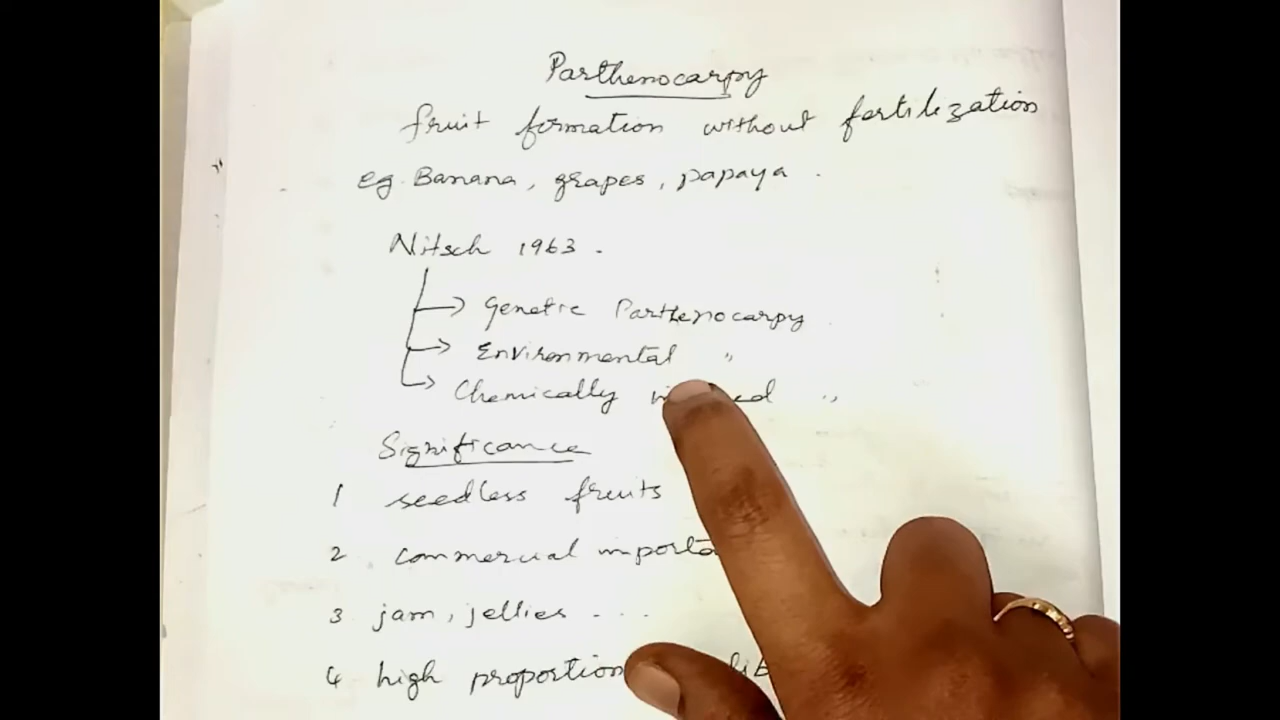 Parthenocarpy
fruit formation without fertilization
eg. Banana, grapes, papaya .
Nitsch 1963 .
Genetic Parthenocarpy
Environmental "
Chemically "
Significance
1 seedless fruits
2 commercial
3 jam, jellies - - -
4 high proportion